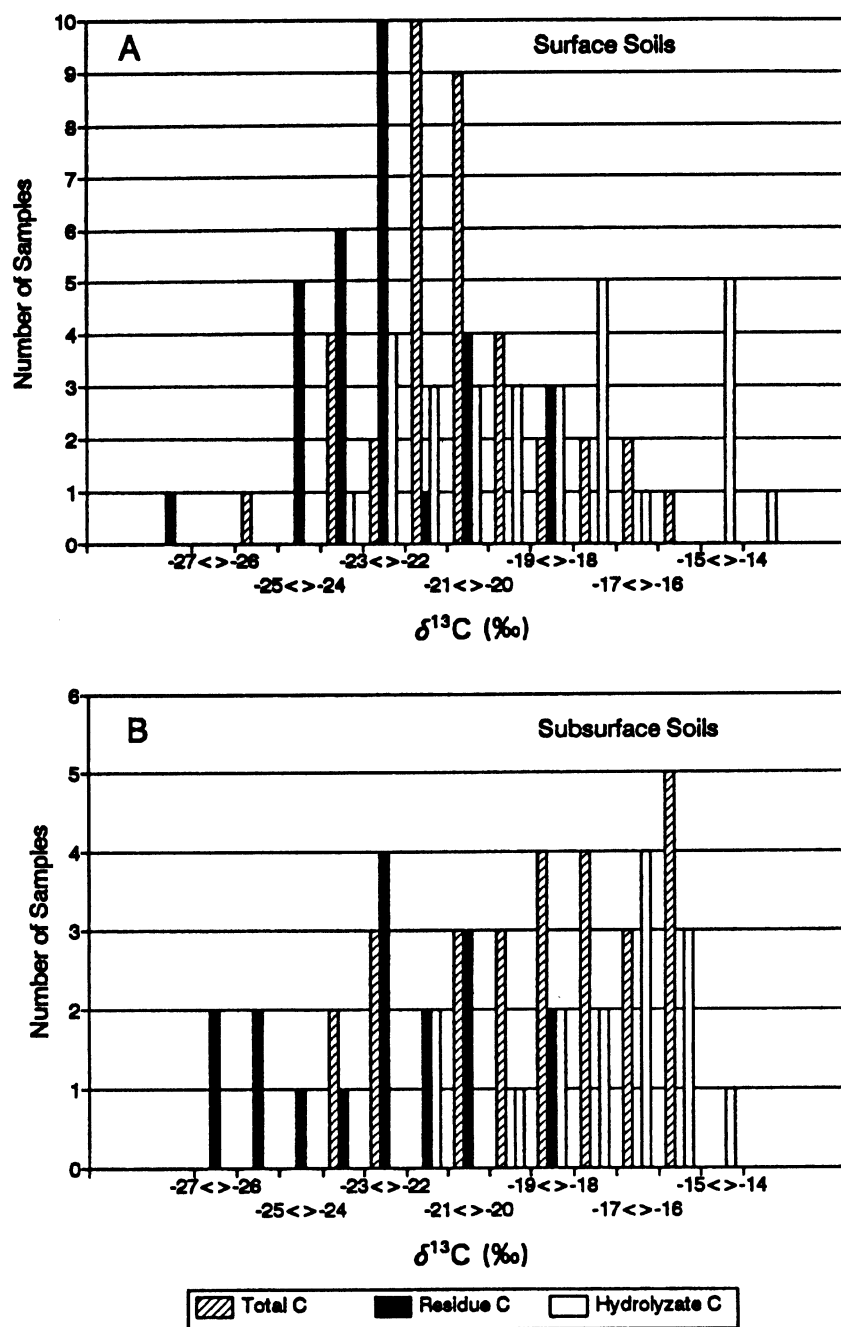 A
Surface Soils
10
9
8
7
6
5
4
3
2
1
0
Number of Samples
-27<>-26
-23<>-22
-19<>-18
-15<>-14
-25<>-24
-21<>-20
-17<>-16
δ¹³C (‰)
B
Subsurface Soils
6
5
4
3
2
1
0
Number of Samples
-27<>-26
-23<>-22
-19<>-18
-15<>-14
-25<>-24
-21<>-20
-17<>-16
δ¹³C (‰)
Total C
Residue C
Hydrolyzate C